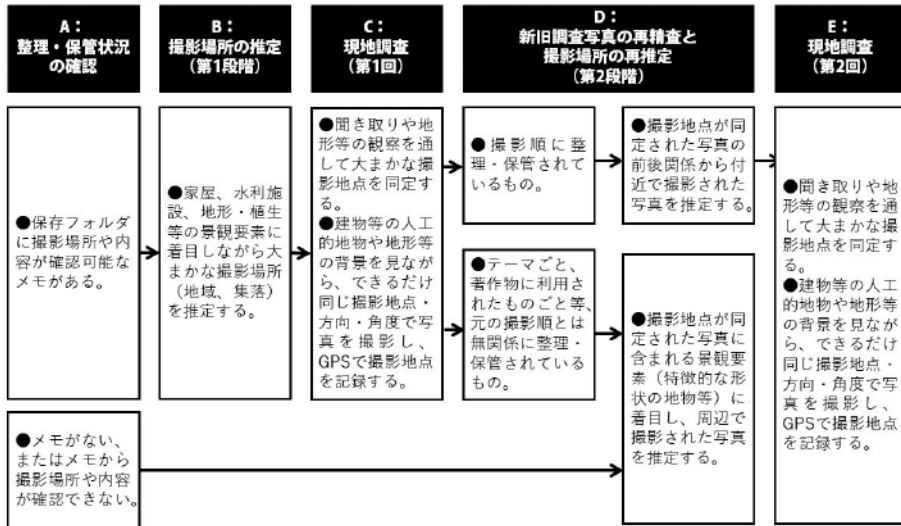 A：
整理・保管状況
の確認
B：
撮影場所の推定
（第1段階）
C：
現地調査
（第1回）
D：
新旧調査写真の再精査と
撮影場所の再推定
（第2段階）
E：
現地調査
（第2回）
●保存フォルダ
に撮影場所や内
容が確認可能な
メモがある。
●メモがない、
またはメモから
撮影場所や内容
が確認できない。
●家屋、水利施
設、地形・植生
等の景観要素に
着目しながら大
まかな撮影場所
（地域、集落）
を推定する。
●聞き取りや地
形等の観察を通
して大まかな撮
影地点を同定す
る。
●建物等の人工
的地物や地形等
の背景を見なが
ら、できるだけ
同じ撮影地点・
方向・角度で写
真を撮影し、
GPSで撮影地点
を記録する。
●撮影順に整
理・保管されて
いるもの。
●テーマごと、
著作物に利用さ
れたものごと等、
元の撮影順とは
無関係に整理・
保管されている
もの。
●撮影地点が同
定された写真の
前後関係から付
近で撮影された
写真を推定する。
●撮影地点が同
定された写真に
含まれる景観要
素（特徴的な形
状の地物等）に
着目し、周辺で
撮影された写真
を推定する。
●聞き取りや地
形等の観察を通
して大まかな撮
影地点を同定す
る。
●建物等の人工
的地物や地形等
の背景を見なが
ら、できるだけ
同じ撮影地点・
方向・角度で写
真を撮影し、
GPSで撮影地点
を記録する。